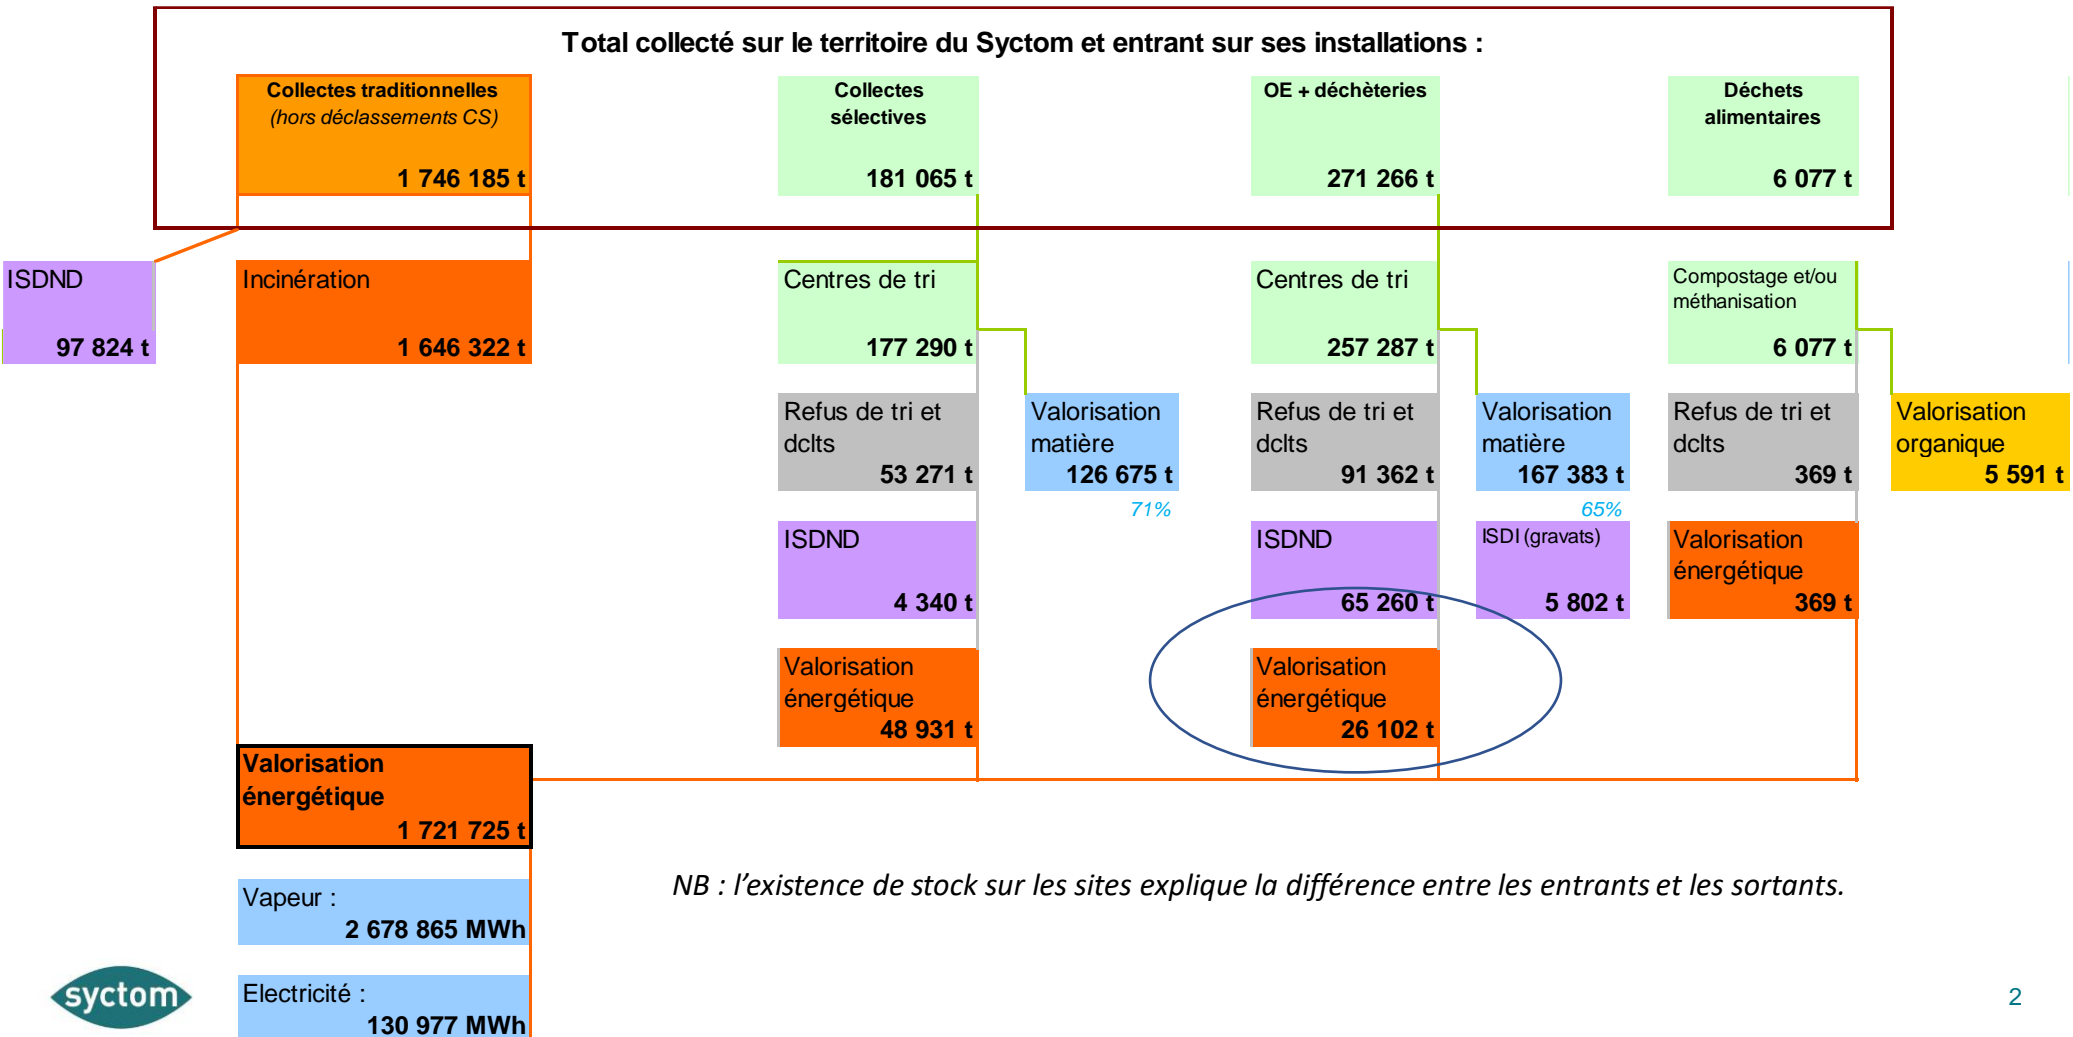 Total collecté sur le territoire du Syctom et entrant sur ses installations :
Collectes traditionnelles
(hors déclassements CS)
1 746 185 t
Collectes
sélectives
181 065 t
OE + déchèteries
271 266 t
Déchets
alimentaires
6 077 t
ISDND
97 824 t
Incinération
1 646 322 t
Centres de tri
177 290 t
Centres de tri
257 287 t
Compostage et/ou
méthanisation
6 077 t
Refus de tri et
dclts
53 271 t
Valorisation
matière
126 675 t
71%
Refus de tri et
dclts
91 362 t
Valorisation
matière
167 383 t
65%
Refus de tri et
dclts
369 t
Valorisation
organique
5 591 t
ISDND
4 340 t
ISDND
65 260 t
ISDI (gravats)
5 802 t
Valorisation
énergétique
369 t
Valorisation
énergétique
48 931 t
Valorisation
énergétique
26 102 t
Valorisation
énergétique
1 721 725 t
Vapeur :
2 678 865 MWh
NB : l'existence de stock sur les sites explique la différence entre les entrants et les sortants.
Electricité :
130 977 MWh
syctom
2